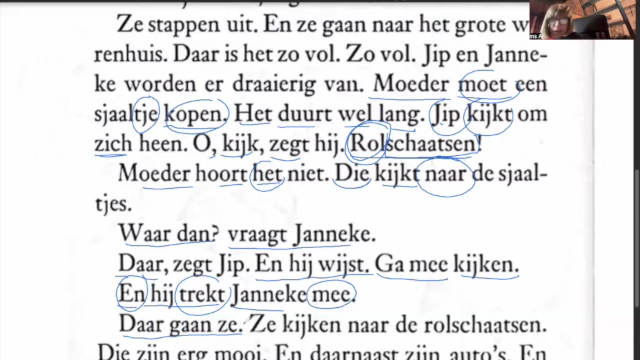 Ze stappen uit. En ze gaan naar het grote wa-
renhuis. Daar is het zo vol. Zo vol. Jip en Janne-
ke worden er draaierig van. Moeder moet een
sjaaltje kopen. Het duurt wel lang. Jip kijkt om
zich heen. O, kijk, zegt hij. Rolschaatsen!
Moeder hoort het niet. Die kijkt naar de sjaal-
tjes.
Waar dan? vraagt Janneke.
Daar, zegt Jip. En hij wijst. Ga mee kijken.
En hij trekt Janneke mee.
Daar gaan ze. Ze kijken naar de rolschaatsen.
Die zijn erg mooi. En daarnaast zijn auto's. En